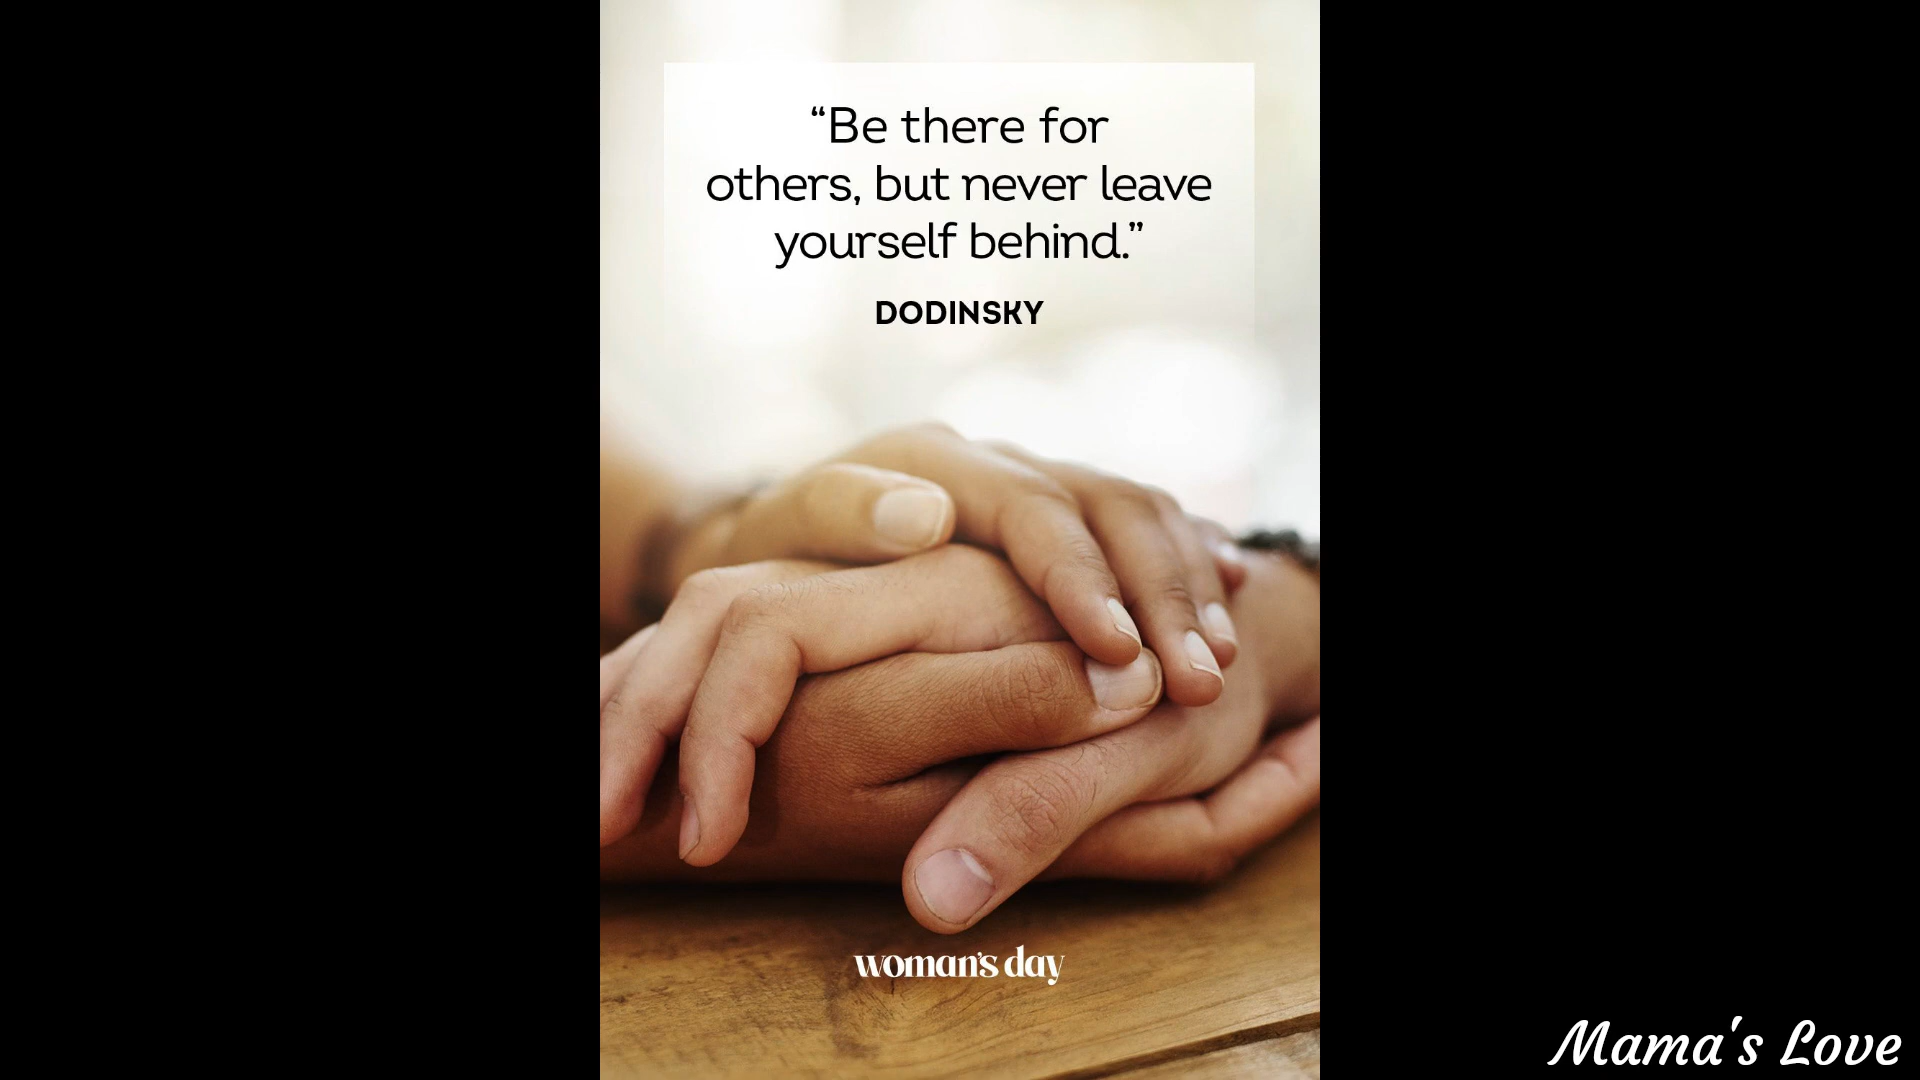 “Be there for
others, but never leave
yourself behind.”
DODINSKY
woman's day
Mama's Love